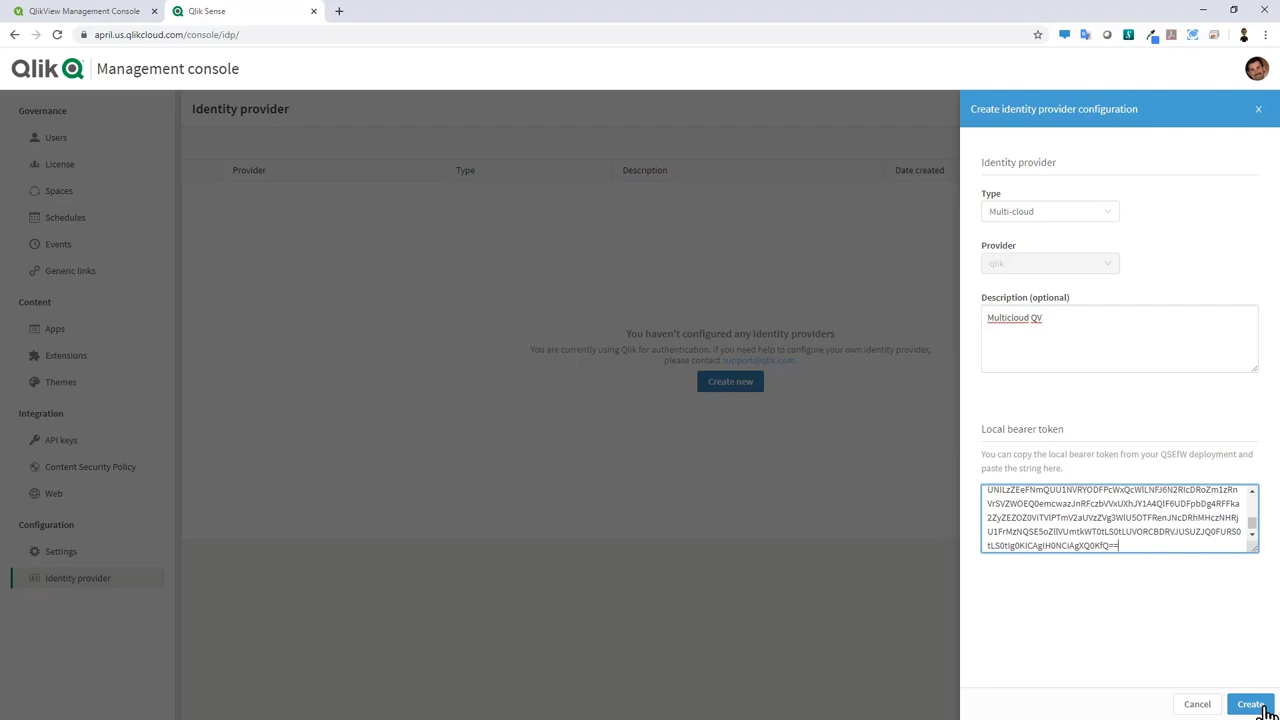 QlikView Management Console
Qlik Sense
april.us.qlikcloud.com/console/idp/
Qlik
Management console
Governance
Users
License
Spaces
Schedules
Events
Generic links
Content
Apps
Extensions
Themes
Integration
API keys
Content Security Policy
Web
Configuration
Settings
Identity provider
Identity provider
Provider
Type
Description
Date created
You haven't configured any identity providers
You are currently using Qlik for authentication. If you need help to configure your own identity provider,
please contact support@qlik.com.
Create new
Create identity provider configuration
Identity provider
Type
Multi-cloud
Provider
qlik
Description (optional)
Multicloud QV
Local bearer token
You can copy the local bearer token from your QSEfW deployment and
paste the string here.
Cancel
Create